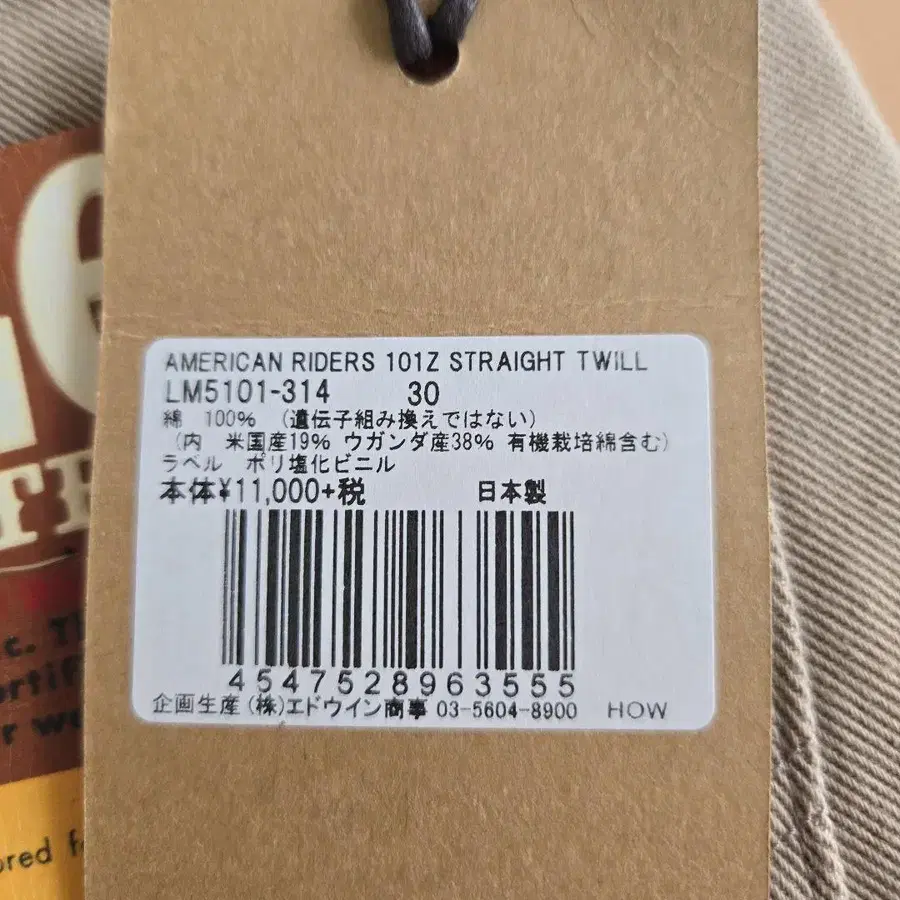 AMERICAN RIDERS 101Z STRAIGHT TWILL
LM5101-314 30
綿 100% (遺伝子組み換えではない)
(内 米国産19% ウガンダ産38% 有機栽培綿含む)
ラベル ポリ塩化ビニル
本体¥11,000+税 日本製
4547528963555
企画生産 (株)エドウイン商事 03-5604-8900 HOW
c.